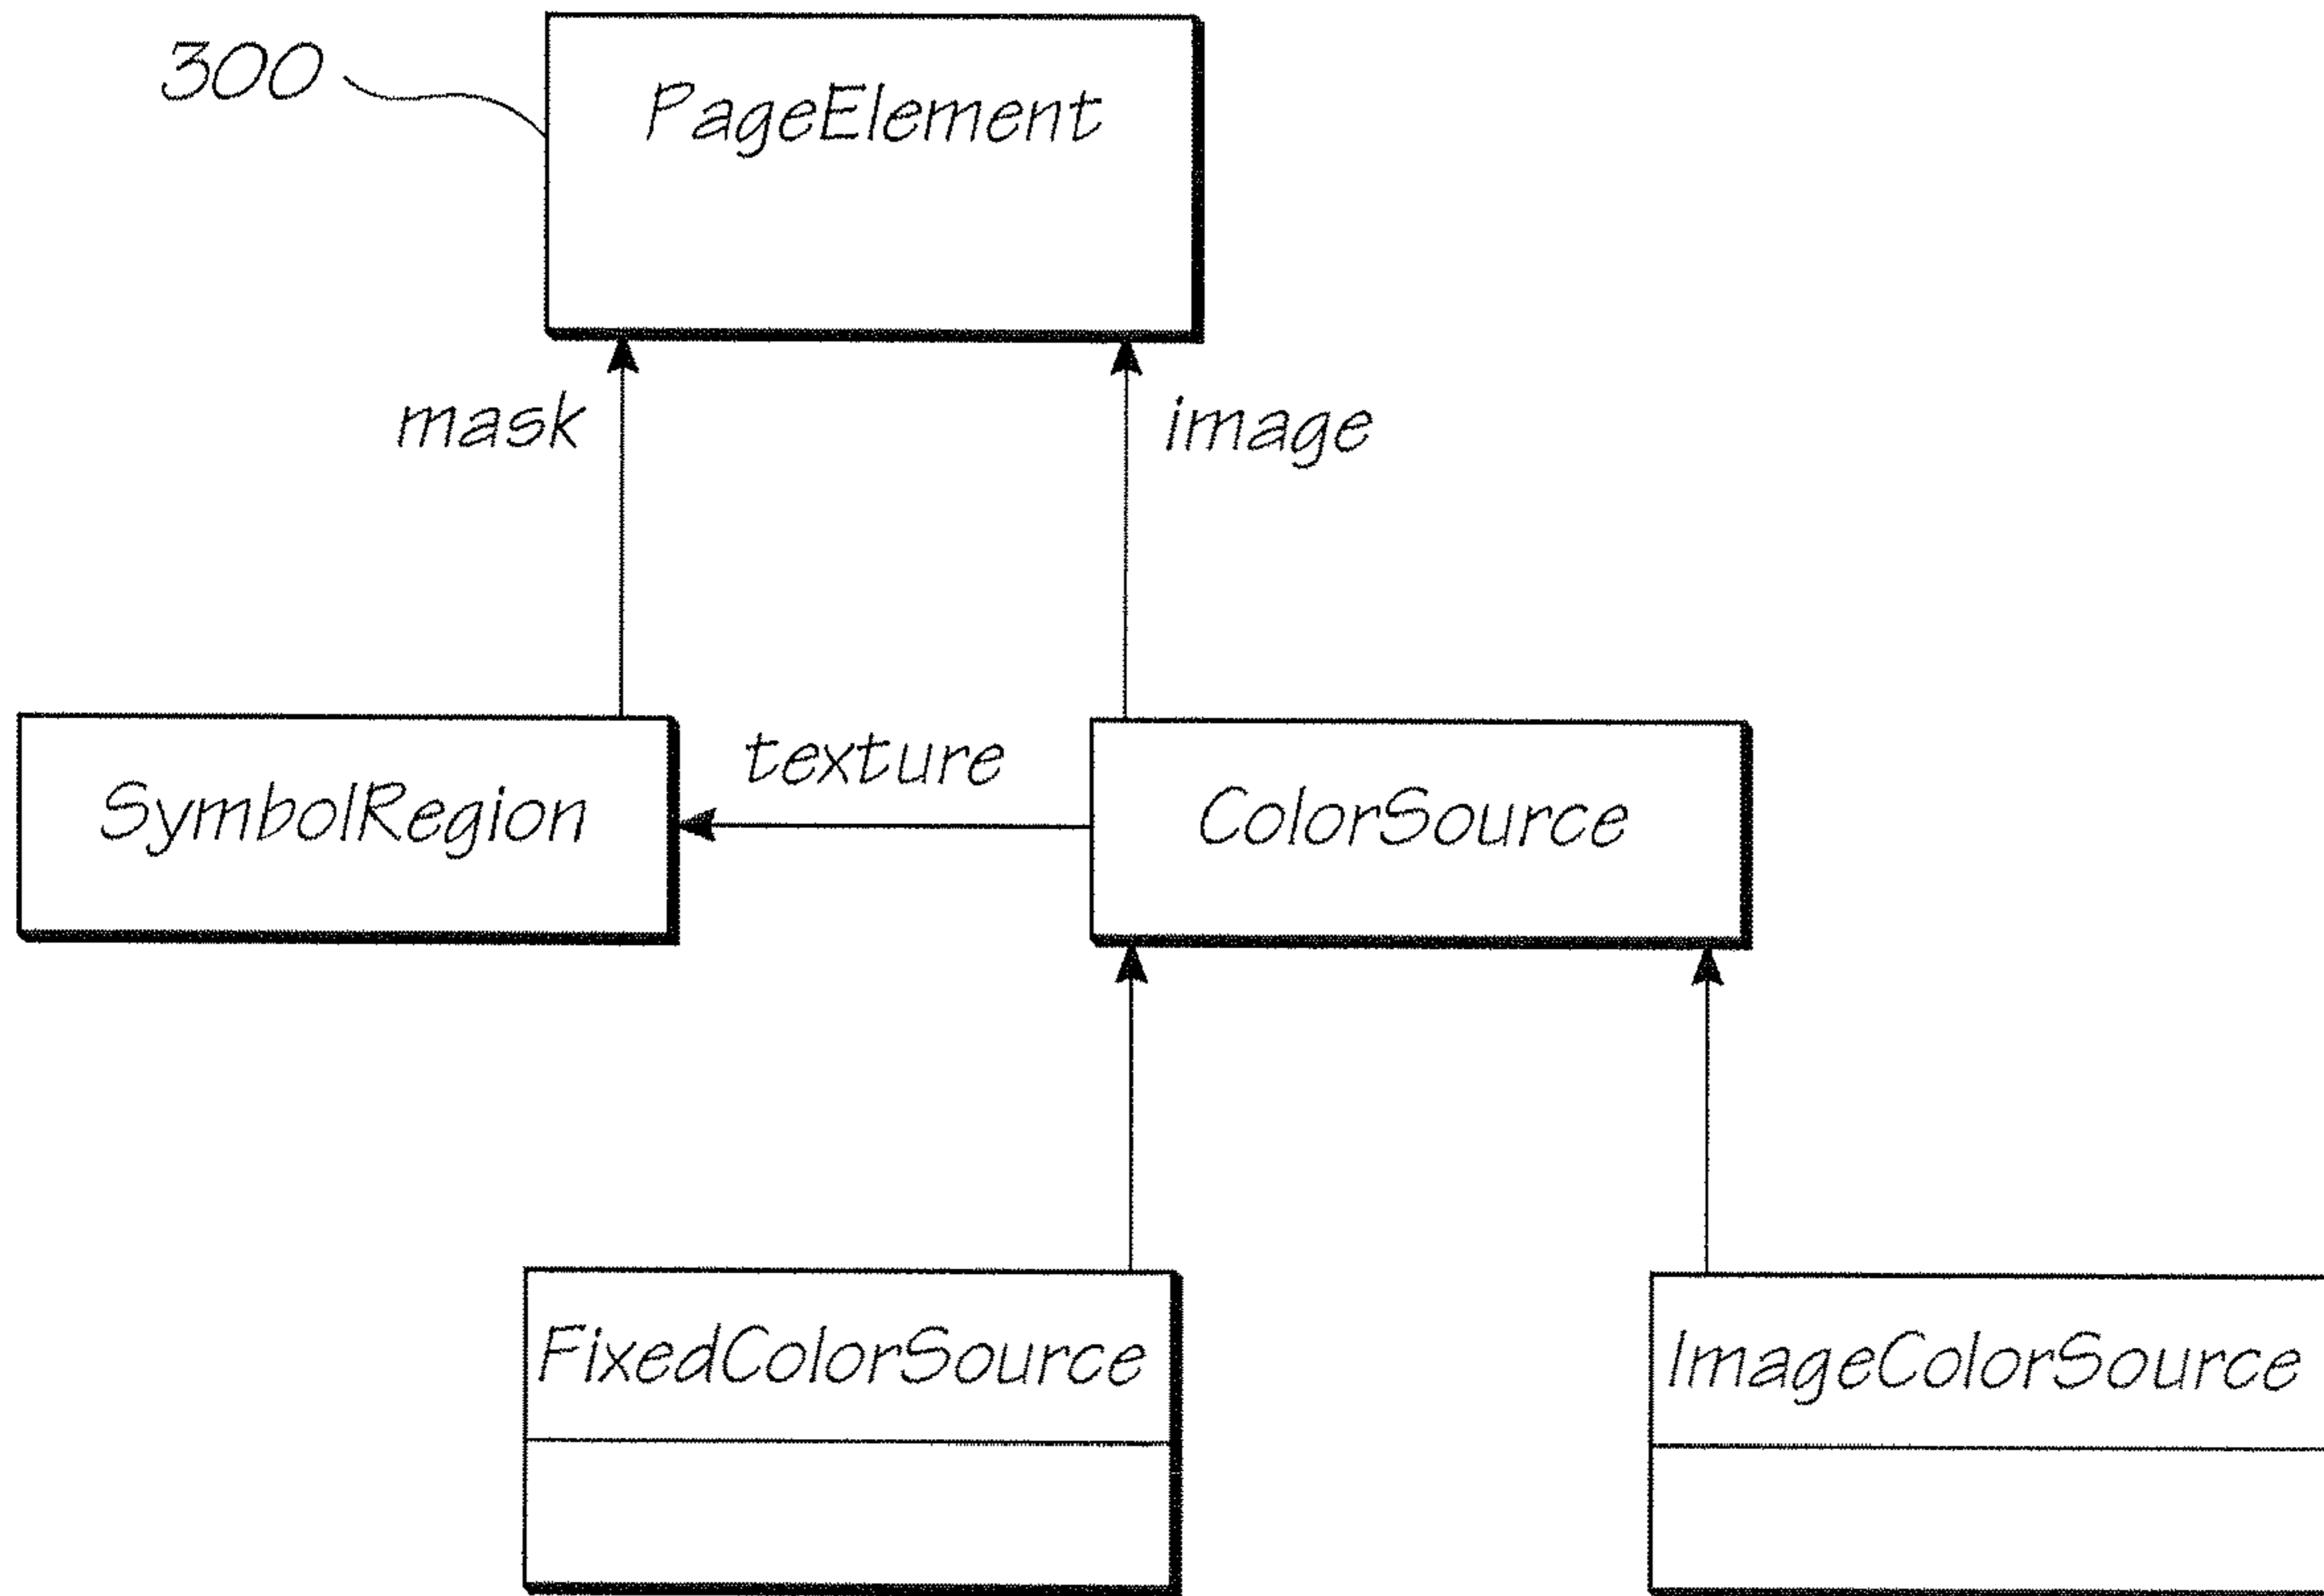 300
PageElement
mask
image
texture
SymbolRegion
ColorSource
FixedColorSource
ImageColorSource